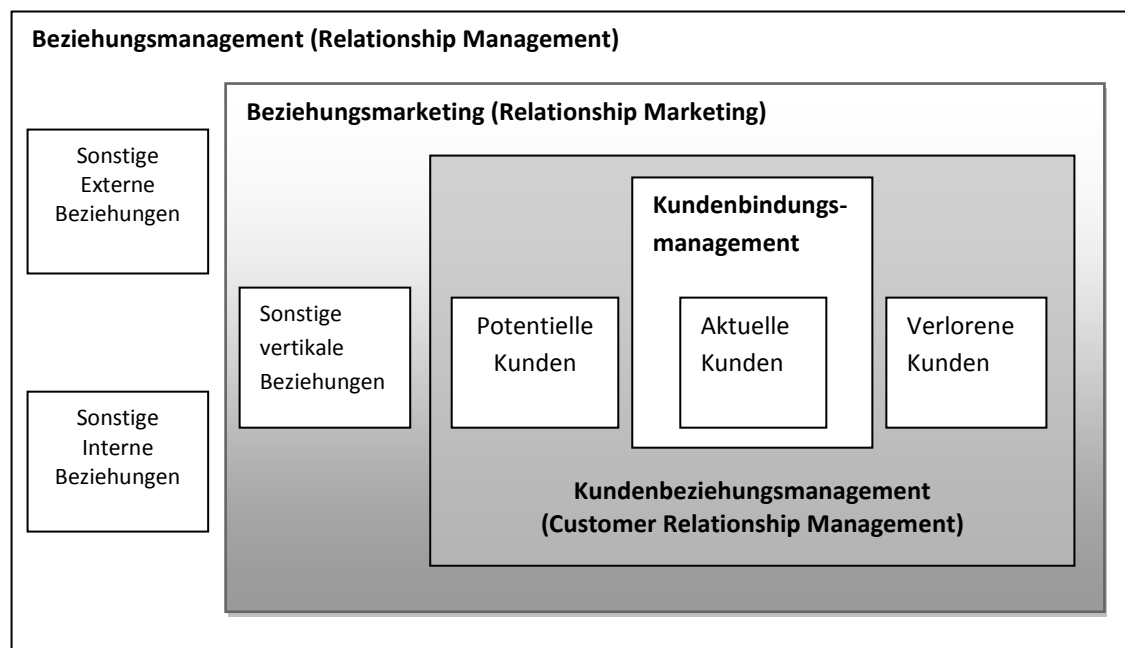 Beziehungsmanagement (Relationship Management)
Beziehungsmarketing (Relationship Marketing)
Sonstige
Externe
Beziehungen
Sonstige
Interne
Beziehungen
Sonstige
vertikale
Beziehungen
Potentielle
Kunden
Kundenbindungs-
management
Aktuelle
Kunden
Verlorene
Kunden
Kundenbeziehungsmanagement
(Customer Relationship Management)